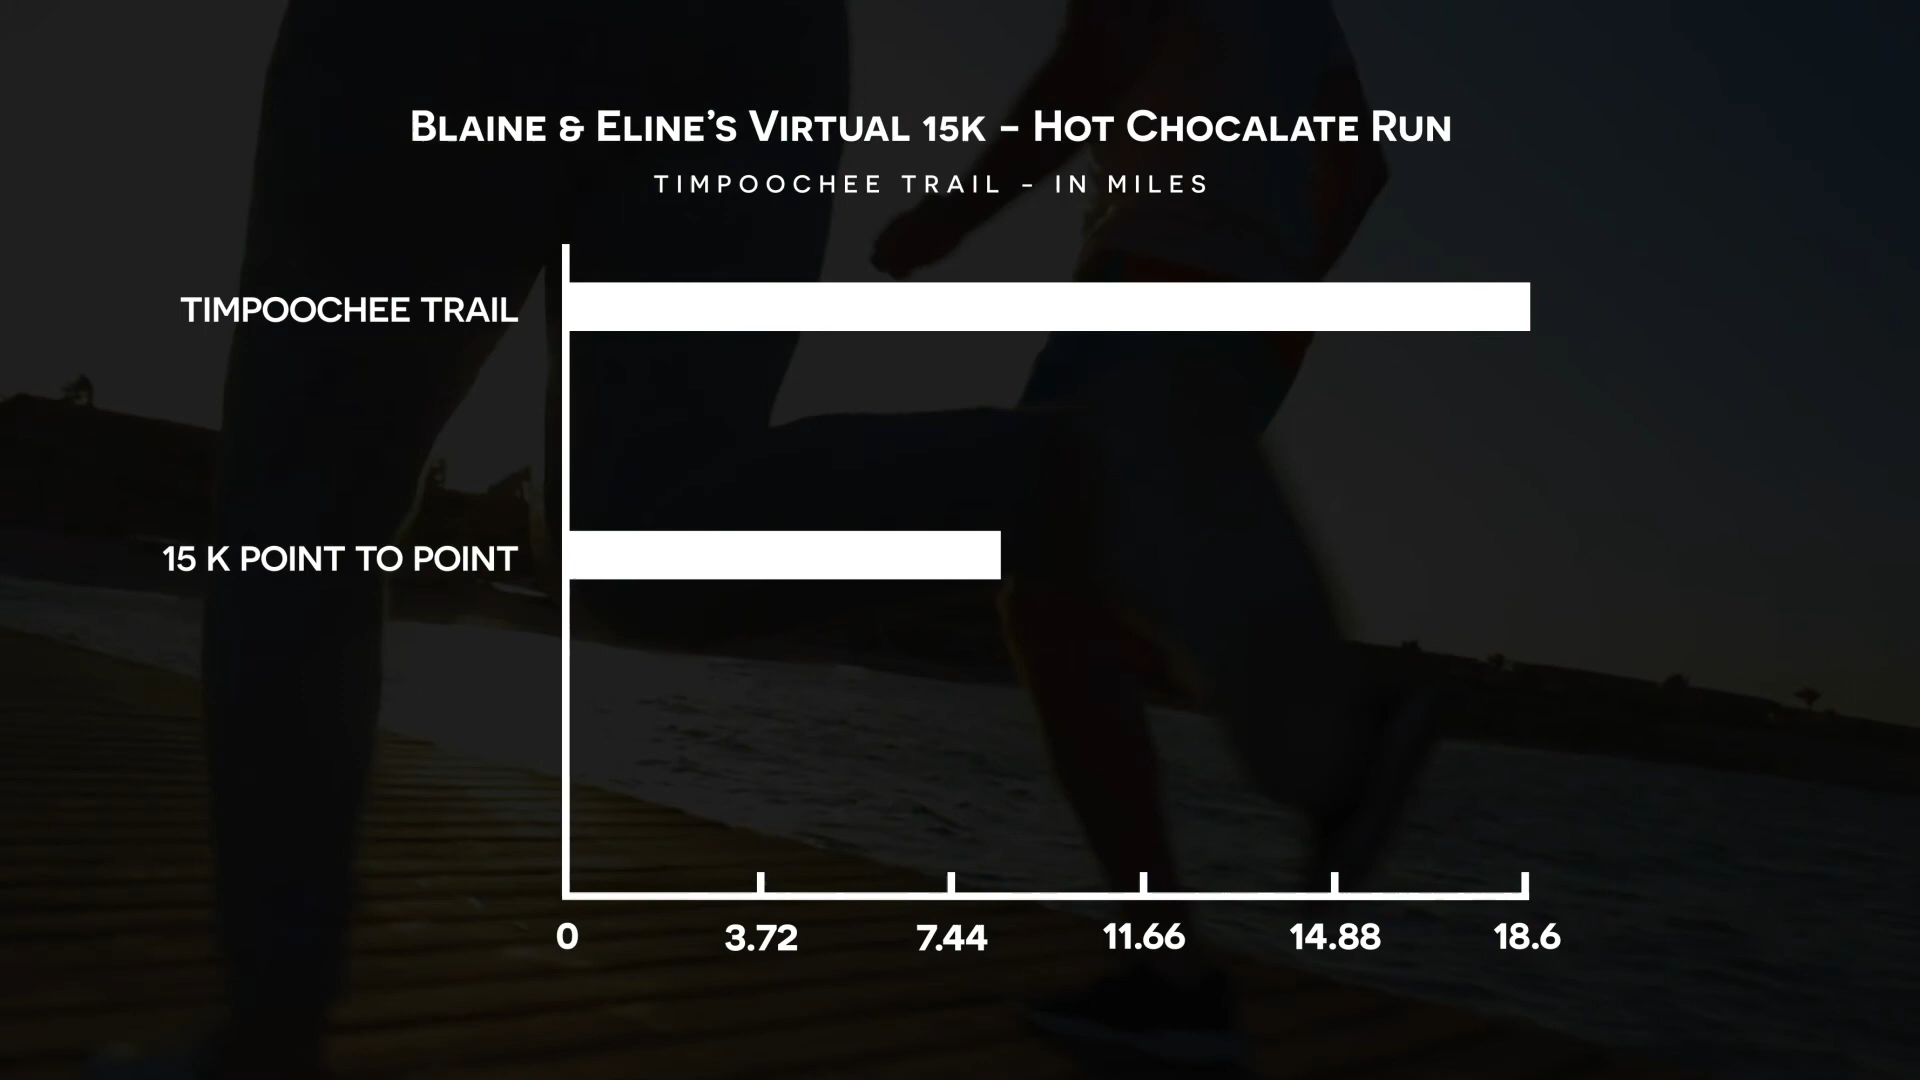 Blaine & Eline's Virtual 15k - Hot Chocalate Run
TIMPOOCHEE TRAIL - IN MILES
TIMPOOCHEE TRAIL
15 K POINT TO POINT
0 3.72 7.44 11.66 14.88 18.6